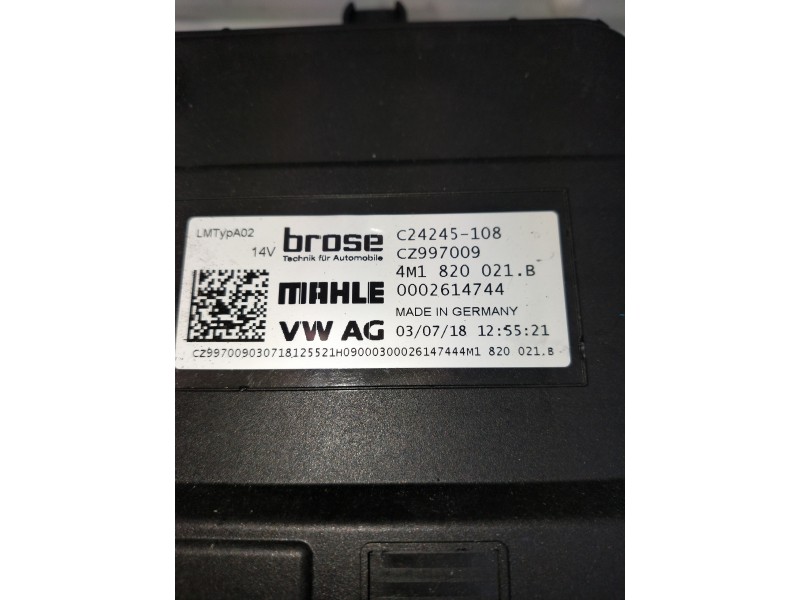 LMTypA02
14V
brose
Technik für Automobile
MAHLE
VW AG
C24245-108
CZ997009
4M1 820 021.B
0002614744
MADE IN GERMANY
03/07/18 12:55:21
CZ997009030718125521H09000300026147444M1 820 021.B